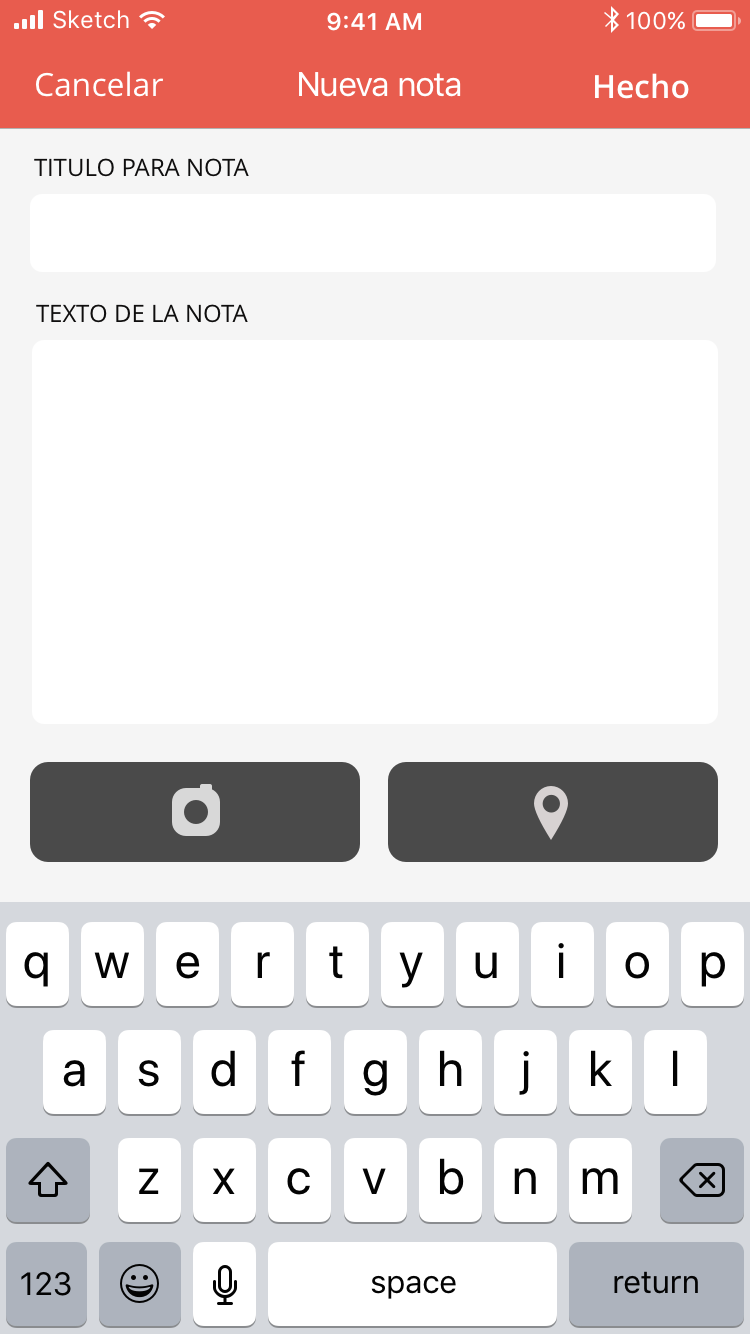 Sketch 9:41 AM 100%
Cancelar Nueva nota Hecho
TITULO PARA NOTA
TEXTO DE LA NOTA
q w e r t y u i o p
a s d f g h j k l
z x c v b n m
123 space return